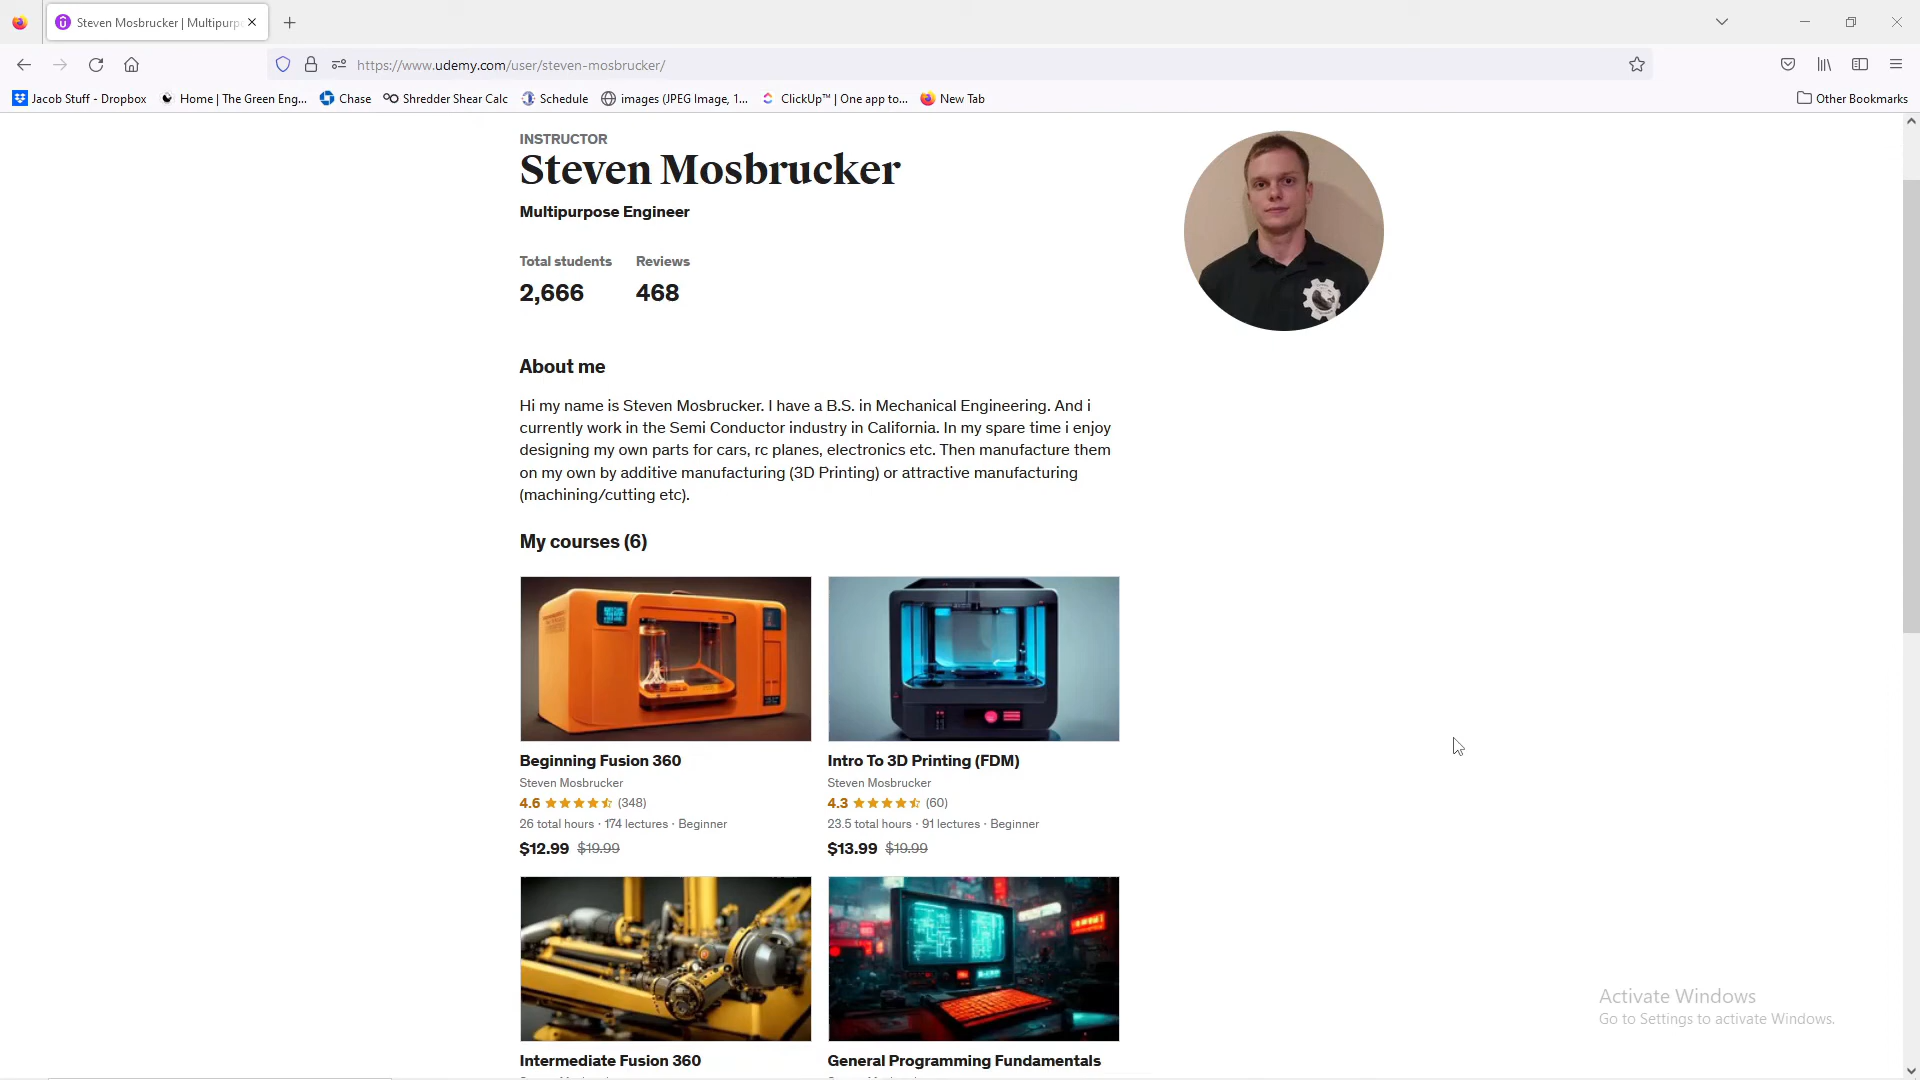 Steven Mosbrucker | Multipurpo
https://www.udemy.com/user/steven-mosbrucker/
Jacob Stuff - Dropbox
Home | The Green Eng...
Chase
Shredder Shear Calc
Schedule
images (JPEG Image, 1...
ClickUp™ | One app to...
New Tab
Other Bookmarks
INSTRUCTOR
Steven Mosbrucker
Multipurpose Engineer
Total students
Reviews
2,666
468
About me
Hi my name is Steven Mosbrucker. I have a B.S. in Mechanical Engineering. And i
currently work in the Semi Conductor industry in California. In my spare time i enjoy
designing my own parts for cars, rc planes, electronics etc. Then manufacture them
on my own by additive manufacturing (3D Printing) or attractive manufacturing
(machining/cutting etc).
My courses (6)
Beginning Fusion 360
Steven Mosbrucker
4.6 (348)
26 total hours · 174 lectures · Beginner
$12.99 $19.99
Intro To 3D Printing (FDM)
Steven Mosbrucker
4.3 (60)
23.5 total hours · 91 lectures · Beginner
$13.99 $19.99
Intermediate Fusion 360
General Programming Fundamentals
Activate Windows
Go to Settings to activate Windows.